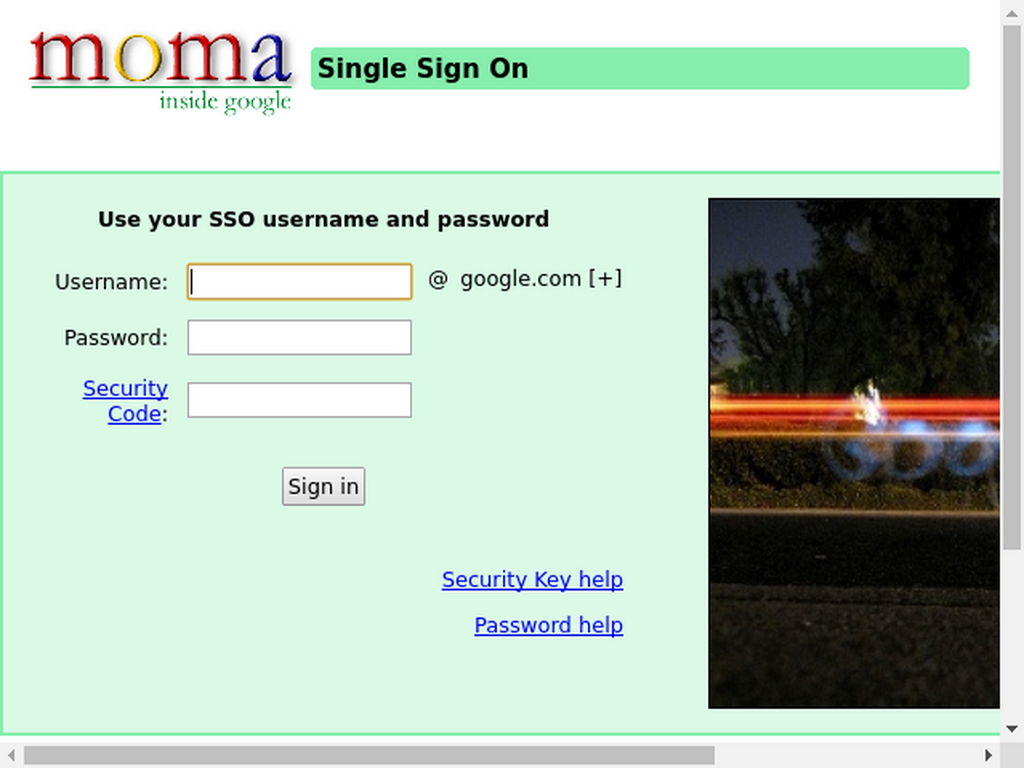 moma
inside google
Single Sign On
Use your SSO username and password
Username:
@ google.com [+]
Password:
Security
Code:
Sign in
Security Key help
Password help